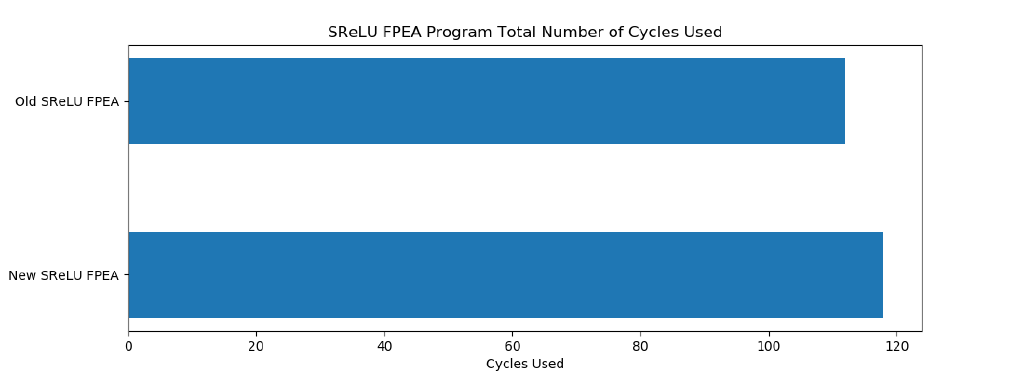 SReLU FPEA Program Total Number of Cycles Used
Old SReLU FPEA
New SReLU FPEA
0 20 40 60 80 100 120
Cycles Used